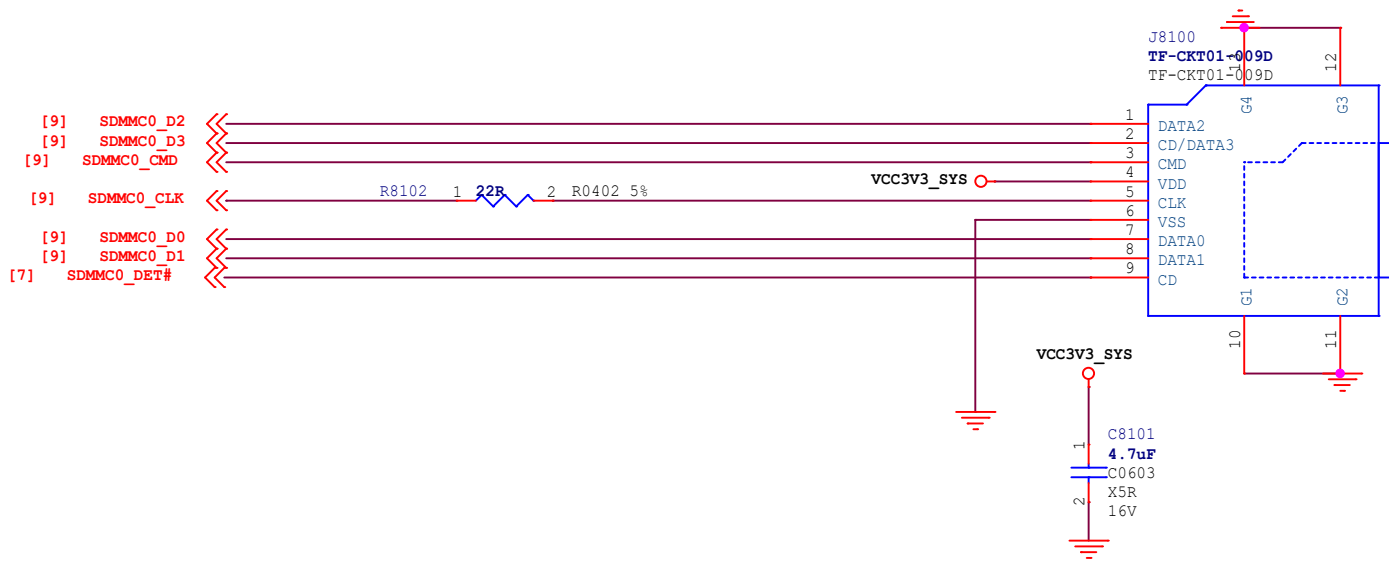 J8100
TF-CKT01-009D
TF-CKT01-009D
12
G4
G3
[9] SDMMC0_D2
1 DATA2
[9] SDMMC0_D3
2 CD/DATA3
[9] SDMMC0_CMD
3 CMD
VCC3V3_SYS
4 VDD
[9] SDMMC0_CLK
R8102 1 22R 2 R0402 5%
5 CLK
6 VSS
[9] SDMMC0_D0
7 DATA0
[9] SDMMC0_D1
8 DATA1
[7] SDMMC0_DET#
9 CD
G1
G2
10
11
VCC3V3_SYS
1
C8101
4.7uF
C0603
X5R
16V
2